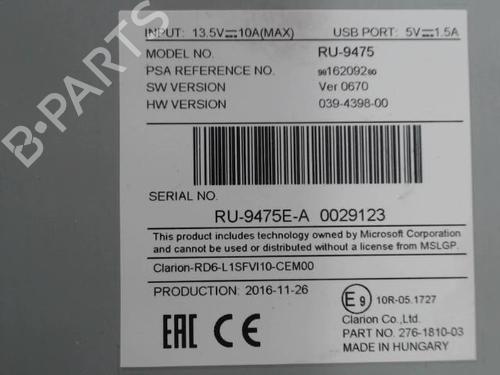 INPUT: 13.5V⎓10A(MAX) USB PORT: 5V⎓1.5A
MODEL NO. RU-9475
PSA REFERENCE NO. 9816209280
SW VERSION Ver 0670
HW VERSION 039-4398-00
SERIAL NO.
RU-9475E-A 0029123
This product includes technology owned by Microsoft Corporation
and cannot be used or distributed without a license from MSLGP.
Clarion-RD6-L1SFVI10-CEM00
PRODUCTION: 2016-11-26
E9 10R-05.1727
EAC CE
Clarion Co.,Ltd.
PART NO. 276-1810-03
MADE IN HUNGARY
B-PARTS